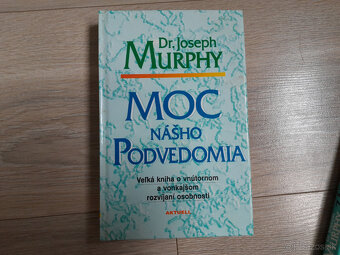 Dr. Joseph
MURPHY
MOC
NÁŠHO
PODVEDOMIA
Veľká kniha o vnútornom
a vonkajšom
rozvíjaní osobnosti
AKTUELL